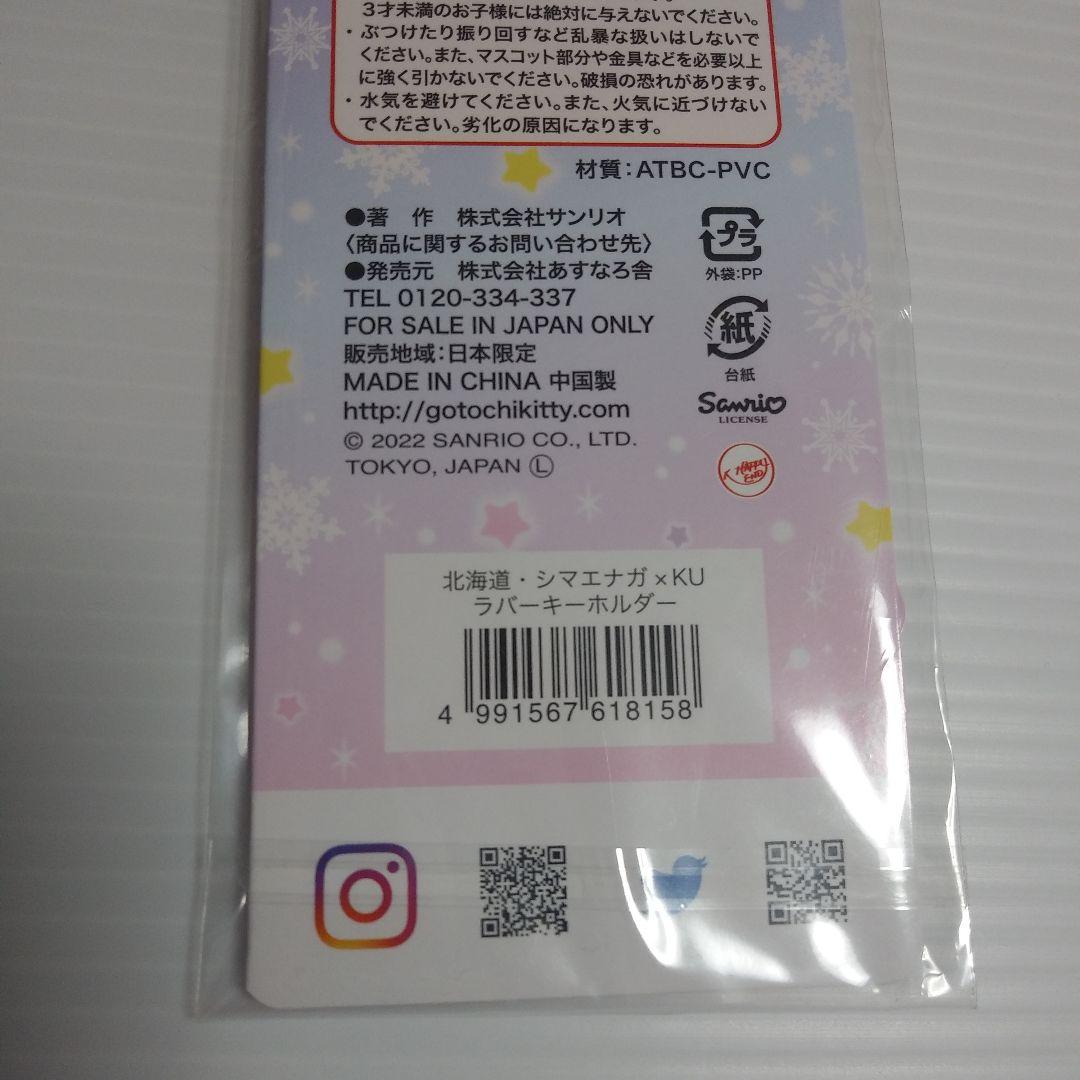 3才未満のお子様には絶対に与えないでください。
・ぶつけたり振り回すなど乱暴な扱いはしないで
ください。また、マスコット部分や金具などを必要以上
に強く引かないでください。破損の恐れがあります。
・水気を避けてください。また、火気に近づけない
でください。劣化の原因になります。
材質：ATBC-PVC
●著　作　株式会社サンリオ
〈商品に関するお問い合わせ先〉
●発売元　株式会社あすなろ舎
TEL 0120-334-337
FOR SALE IN JAPAN ONLY
販売地域：日本限定
MADE IN CHINA 中国製
http://gotochikitty.com
© 2022 SANRIO CO., LTD.
TOKYO, JAPAN Ⓛ
プラ
外袋：PP
紙
台紙
Sanrio
LICENSE
HAPPY
END
北海道・シマエナガ×KU
ラバーキーホルダー
4 991567 618158